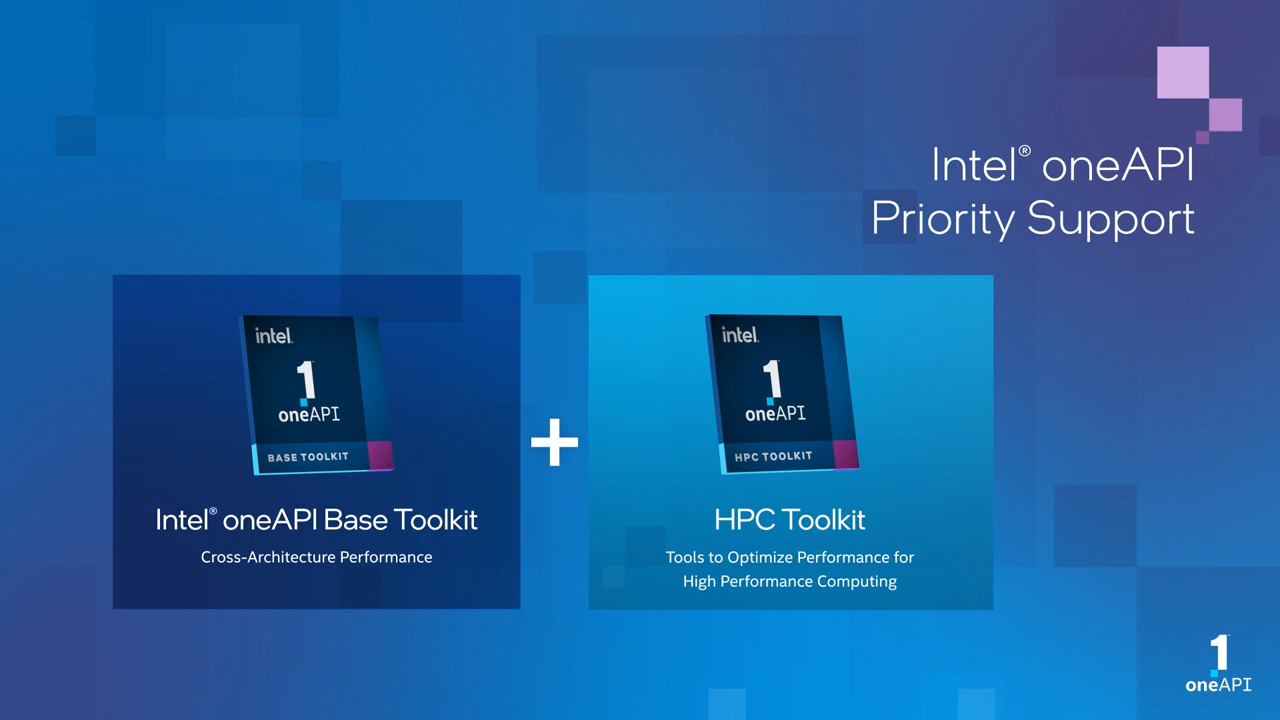 Intel® oneAPI
Priority Support
intel.
1
oneAPI
BASE TOOLKIT
Intel® oneAPI Base Toolkit
Cross-Architecture Performance
+
intel.
1
oneAPI
HPC TOOLKIT
HPC Toolkit
Tools to Optimize Performance for
High Performance Computing
1
oneAPI